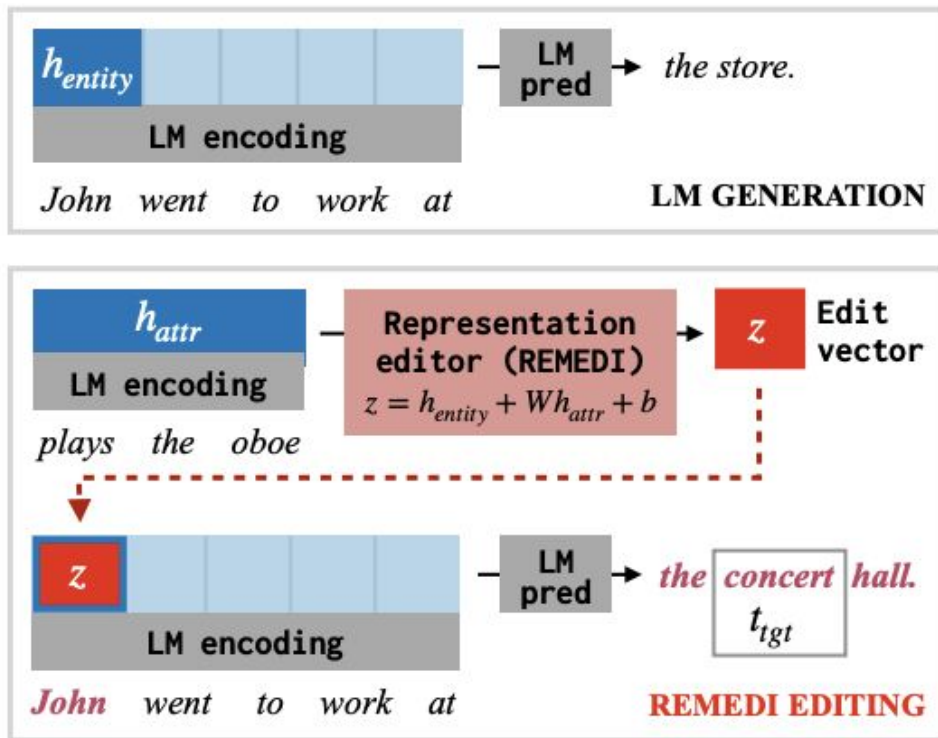 h_entity
LM pred
the store.
LM encoding
John went to work at
LM GENERATION
h_attr
Representation editor (REMEDI)
z = h_entity + Wh_attr + b
z
Edit vector
LM encoding
plays the oboe
z
LM pred
the concert hall.
t_tgt
LM encoding
John went to work at
REMEDI EDITING